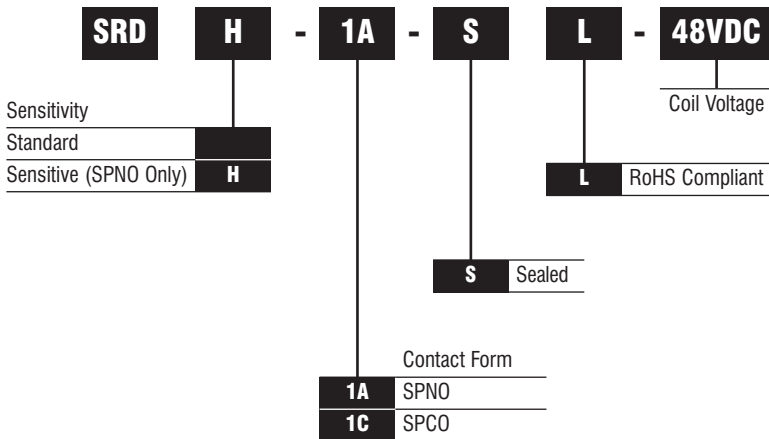 SRD H - 1A - S L - 48VDC
Sensitivity
Coil Voltage
Standard
Sensitive (SPNO Only) H
L RoHS Compliant
S Sealed
Contact Form
1A SPNO
1C SPCO